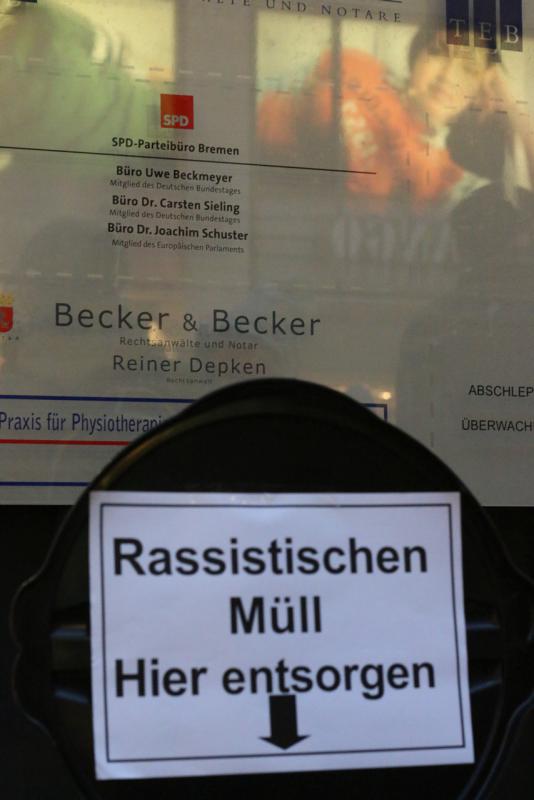 UND NOTARE
TEB
SPD
SPD-Parteibüro Bremen
Büro Uwe Beckmeyer
Mitglied des Deutschen Bundestages
Büro Dr. Carsten Sieling
Mitglied des Deutschen Bundestages
Büro Dr. Joachim Schuster
Mitglied des Europäischen Parlaments
Becker & Becker
Rechtsanwälte und Notar
Reiner Depken
Rechtsanwalt
ABSCHLEP
Praxis für Physiotherapi
ÜBERWACH
Rassistischen
Müll
Hier entsorgen